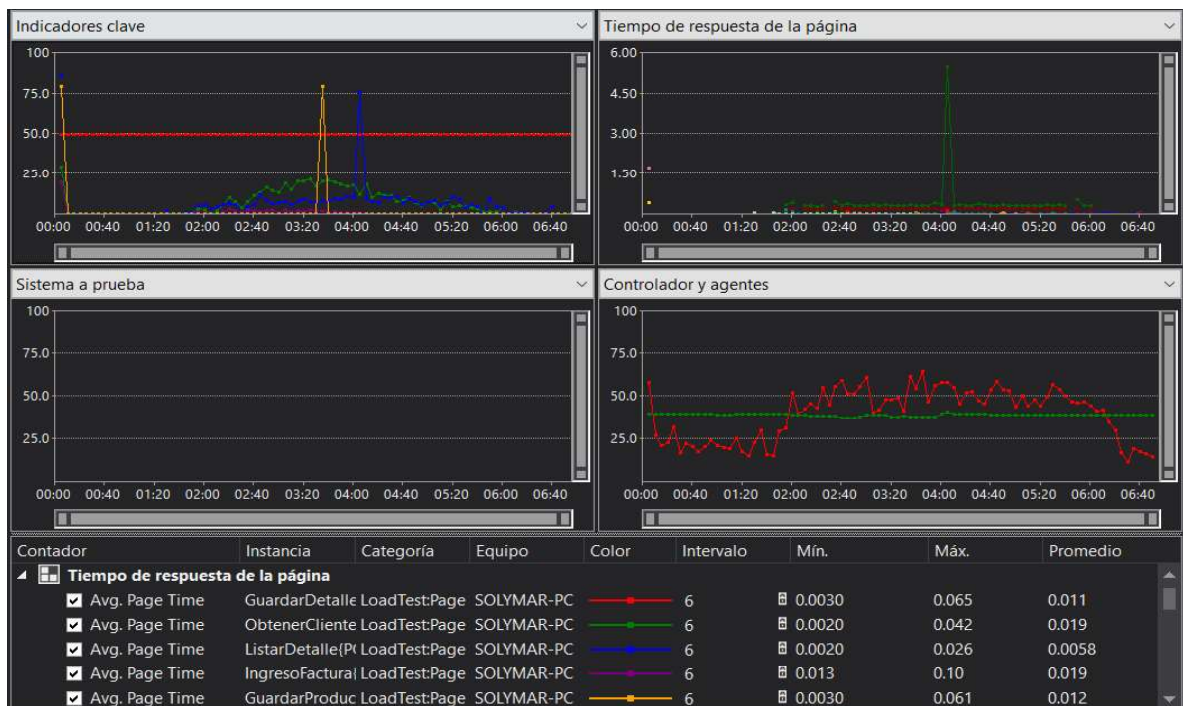 Indicadores clave
100
75.0
50.0
25.0
00
00:00 00:40 01:20 02:00 02:40 03:20 04:00 04:40 05:20 06:00 06:40
Tiempo de respuesta de la página
6.00
4.50
3.00
1.50
00:00 00:40 01:20 02:00 02:40 03:20 04:00 04:40 05:20 06:00 06:40
Sistema a prueba
100
75.0
50.0
25.0
00:00 00:40 01:20 02:00 02:40 03:20 04:00 04:40 05:20 06:00 06:40
Controlador y agentes
100
75.0
50.0
25.0
00:00 00:40 01:20 02:00 02:40 03:20 04:00 04:40 05:20 06:00 06:40
Contador Instancia Categoría Equipo Color Intervalo Mín. Máx. Promedio
Tiempo de respuesta de la página
Avg. Page Time GuardarDetalle LoadTest:Page SOLYMAR-PC 6 0.0030 0.065 0.011
Avg. Page Time ObtenerCliente LoadTest:Page SOLYMAR-PC 6 0.0020 0.042 0.019
Avg. Page Time ListarDetalle{P( LoadTest:Page SOLYMAR-PC 6 0.0020 0.026 0.0058
Avg. Page Time IngresoFactura{ LoadTest:Page SOLYMAR-PC 6 0.013 0.10 0.019
Avg. Page Time GuardarProduc LoadTest:Page SOLYMAR-PC 6 0.0030 0.061 0.012